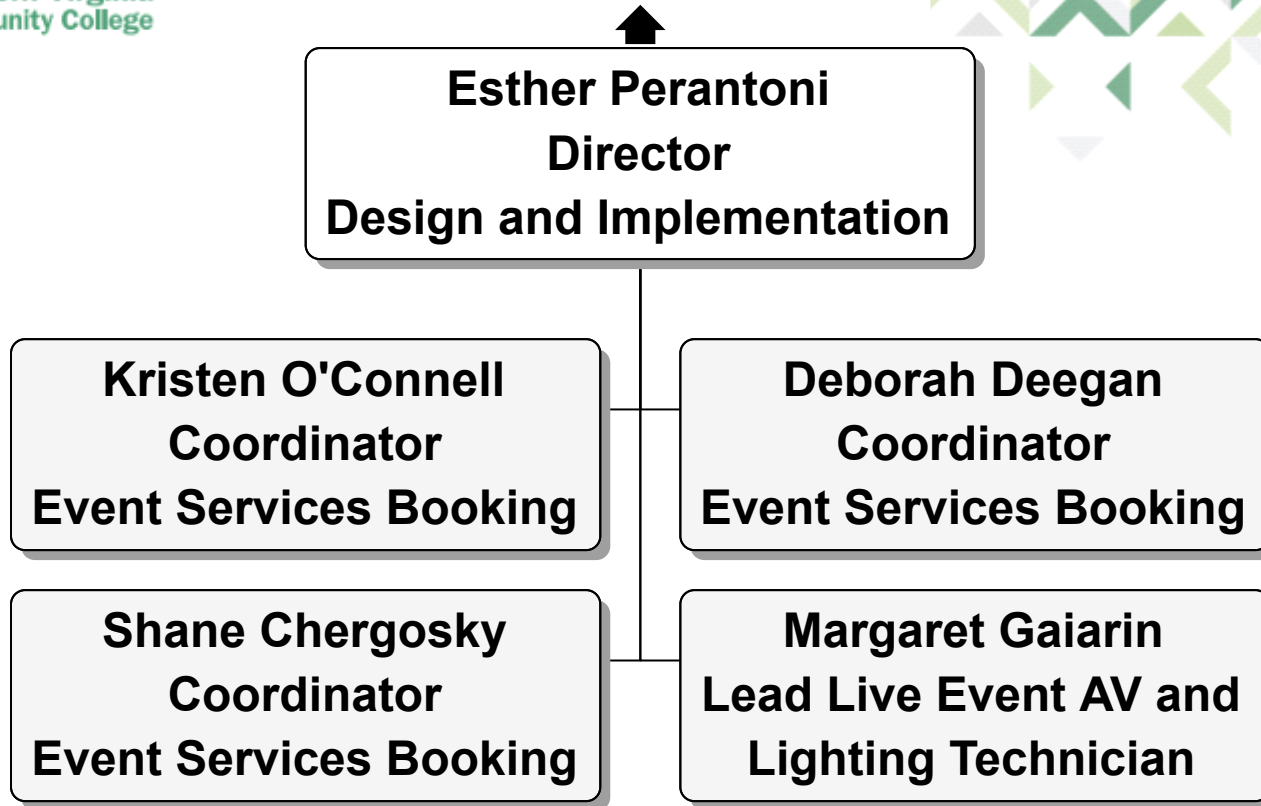 unity College
Esther Perantoni
Director
Design and Implementation
Kristen O'Connell
Coordinator
Event Services Booking
Deborah Deegan
Coordinator
Event Services Booking
Shane Chergosky
Coordinator
Event Services Booking
Margaret Gaiarin
Lead Live Event AV and
Lighting Technician